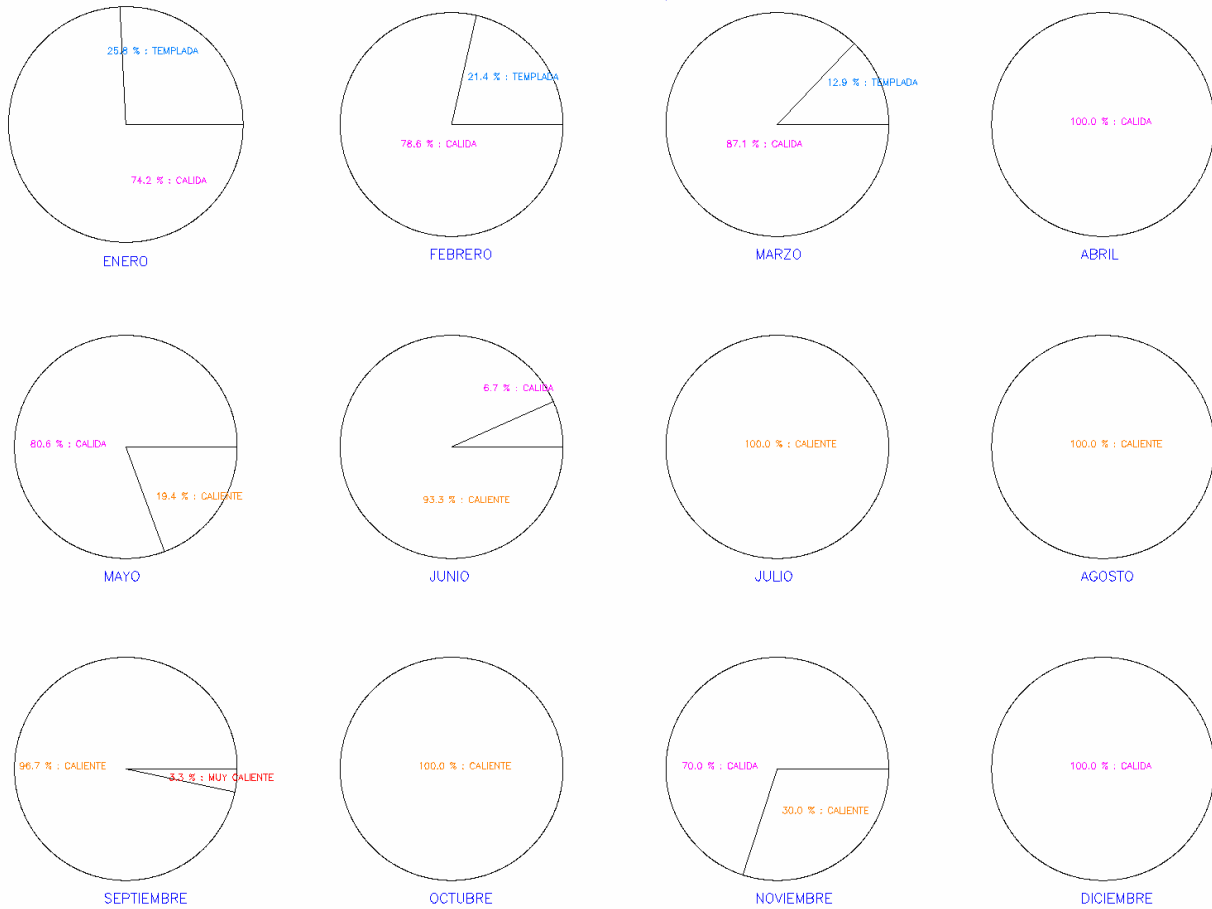 25.8 % : TEMPLADA
74.2 % : CALIDA
ENERO
21.4 % : TEMPLADA
78.6 % : CALIDA
FEBRERO
12.9 % : TEMPLADA
87.1 % : CALIDA
MARZO
100.0 % : CALIDA
ABRIL
80.6 % : CALIDA
19.4 % : CALIENTE
MAYO
6.7 % : CALIDA
93.3 % : CALIENTE
JUNIO
100.0 % : CALIENTE
JULIO
100.0 % : CALIENTE
AGOSTO
96.7 % : CALIENTE
3.3 % : MUY CALIENTE
SEPTIEMBRE
100.0 % : CALIENTE
OCTUBRE
70.0 % : CALIDA
30.0 % : CALIENTE
NOVIEMBRE
100.0 % : CALIDA
DICIEMBRE